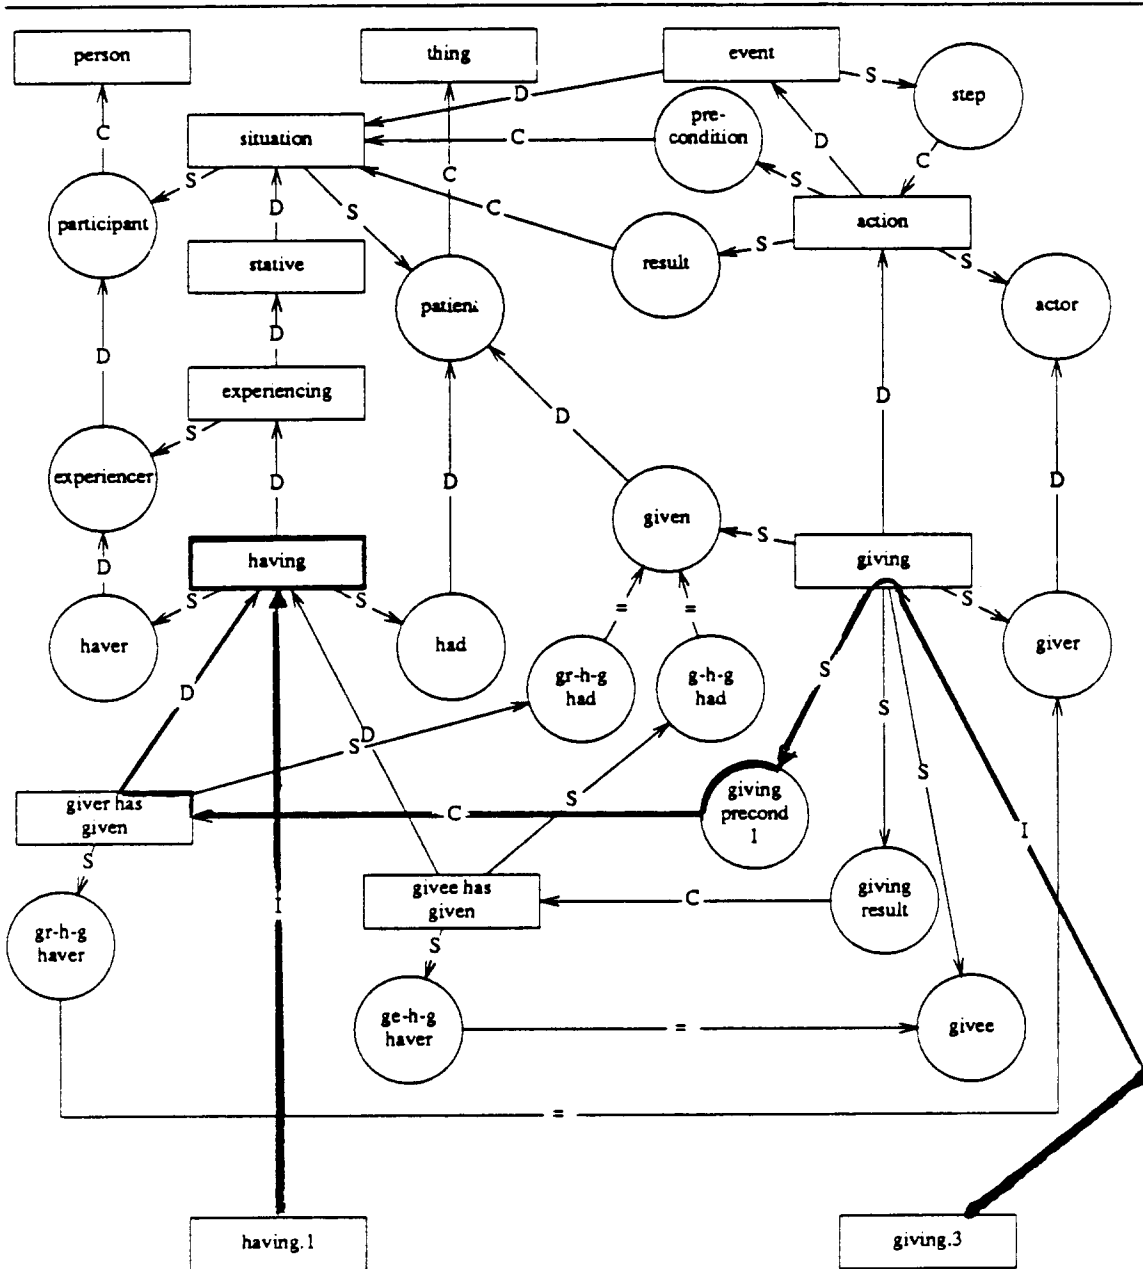 person
thing
event
step
S
D
pre-
condition
situation
C
D
C
C
S
S
D
C
S
participant
action
C
S
stative
result
S
S
patient
actor
D
D
experiencing
D
D
S
experiencer
D
D
D
given
S
having
giving
D
S
S
S
haver
had
=
=
giver
gr-h-g
had
g-h-g
had
S
D
S
D
S
S
S
giver has
given
C
giving
precond
1
I
S
givee has
given
C
giving
result
I
gr-h-g
haver
S
ge-h-g
haver
=
givee
=
having.1
giving.3